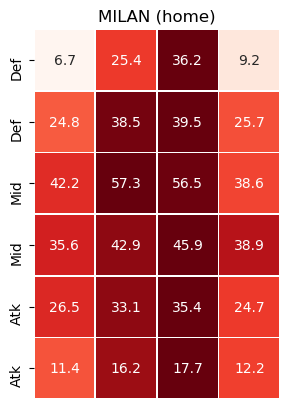 MILAN (home)
Def 6.7 25.4 36.2 9.2
Def 24.8 38.5 39.5 25.7
Mid 42.2 57.3 56.5 38.6
Mid 35.6 42.9 45.9 38.9
Atk 26.5 33.1 35.4 24.7
Atk 11.4 16.2 17.7 12.2